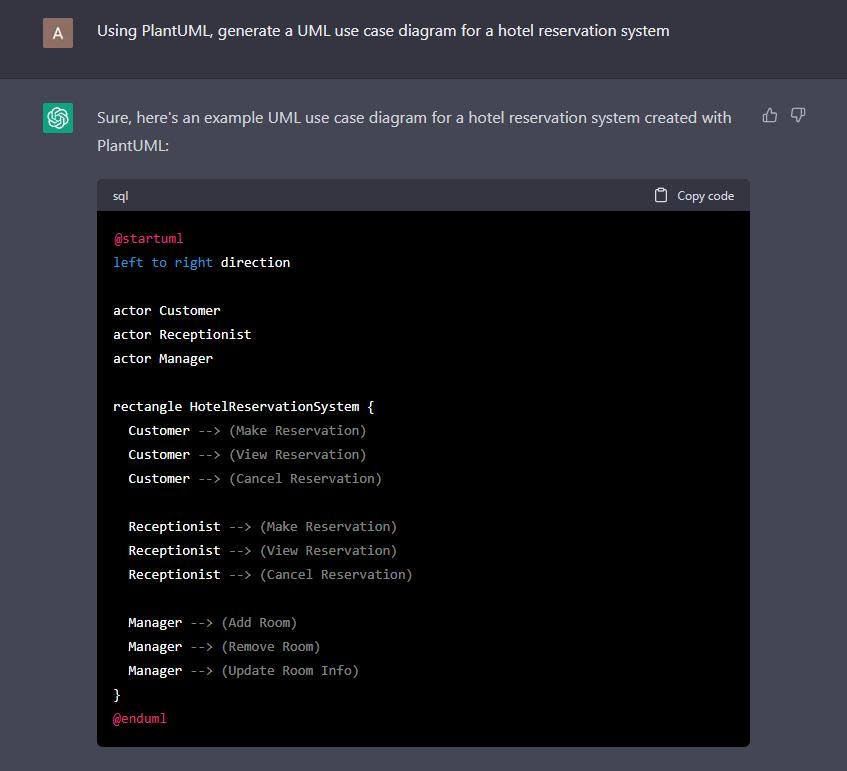 A
Using PlantUML, generate a UML use case diagram for a hotel reservation system
Sure, here's an example UML use case diagram for a hotel reservation system created with
PlantUML:
sql
Copy code
@startuml
left to right direction
actor Customer
actor Receptionist
actor Manager
rectangle HotelReservationSystem {
  Customer --> (Make Reservation)
  Customer --> (View Reservation)
  Customer --> (Cancel Reservation)
  Receptionist --> (Make Reservation)
  Receptionist --> (View Reservation)
  Receptionist --> (Cancel Reservation)
  Manager --> (Add Room)
  Manager --> (Remove Room)
  Manager --> (Update Room Info)
}
@enduml